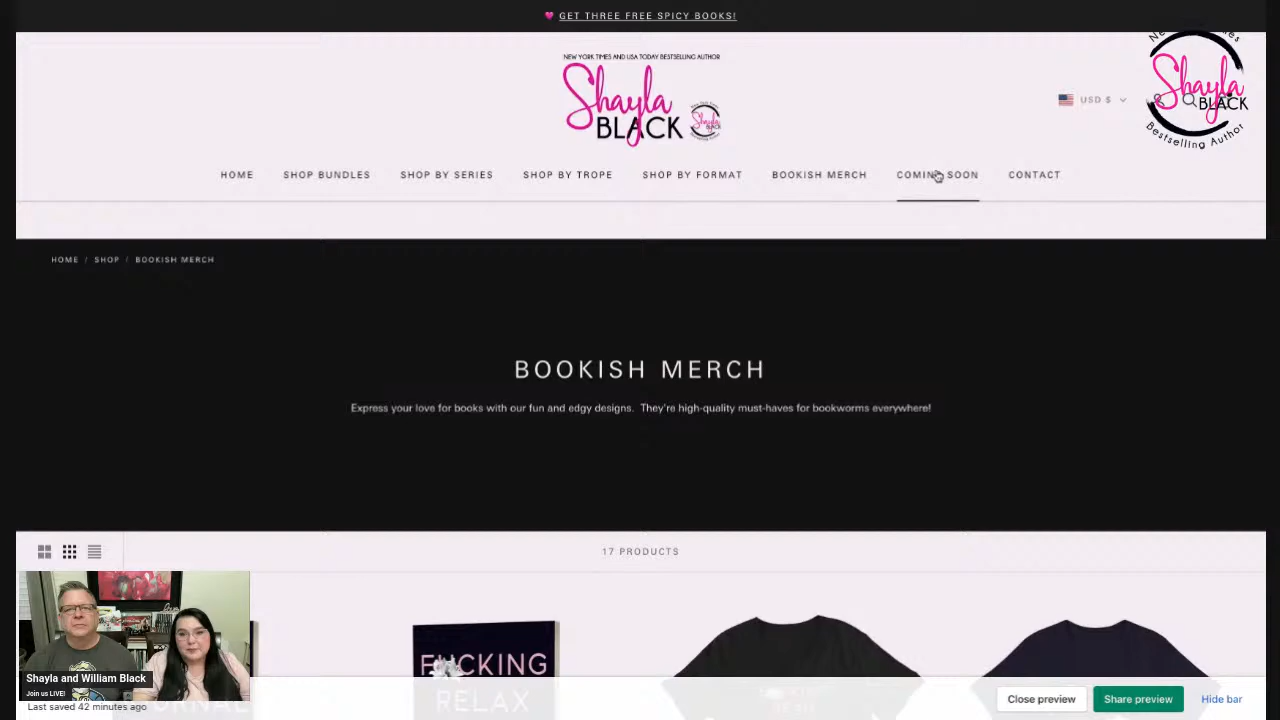 GET THREE FREE SPICY BOOKS!
NEW YORK TIMES AND USA TODAY BESTSELLING AUTHOR
Shayla
BLACK
USD $
Shayla
BLACK
Bestselling Author
HOME SHOP BUNDLES SHOP BY SERIES SHOP BY TROPE SHOP BY FORMAT BOOKISH MERCH COMING SOON CONTACT
HOME / SHOP / BOOKISH MERCH
BOOKISH MERCH
Express your love for books with our fun and edgy designs. They're high-quality must-haves for bookworms everywhere!
17 PRODUCTS
FUCKING
RELAX
Shayla and William Black
Join us LIVE!
Last saved 42 minutes ago
Close preview
Share preview
Hide bar